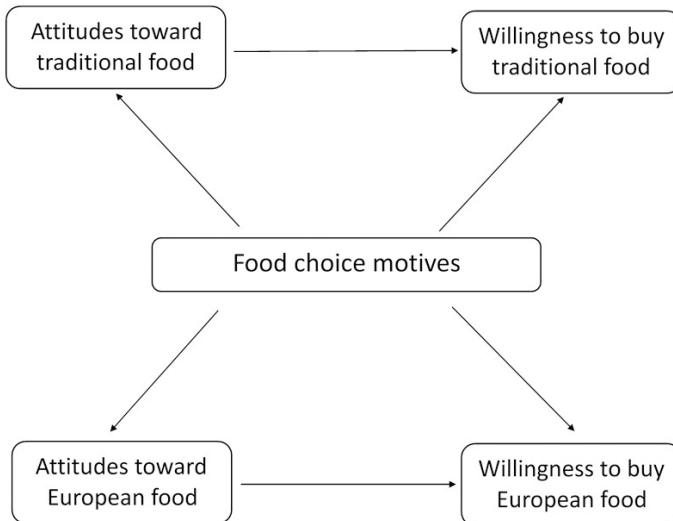 Attitudes toward
traditional food
Willingness to buy
traditional food
Food choice motives
Attitudes toward
European food
Willingness to buy
European food